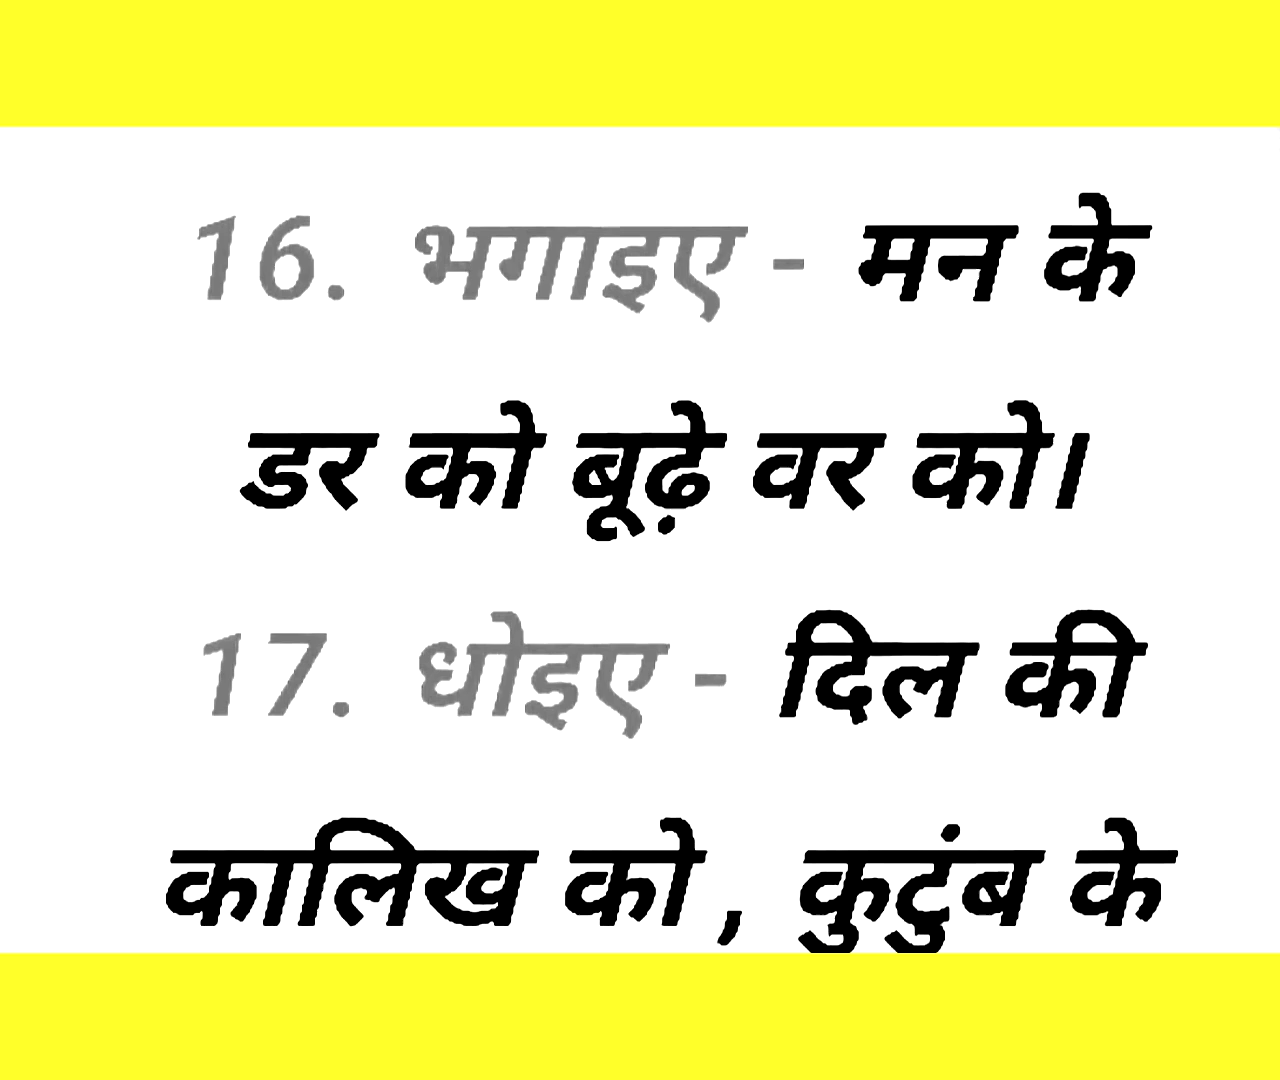 16. भगाइए - मन के
डर को बूढ़े वर को।
17. धोइए - दिल की
कालिख को, कुटुंब के